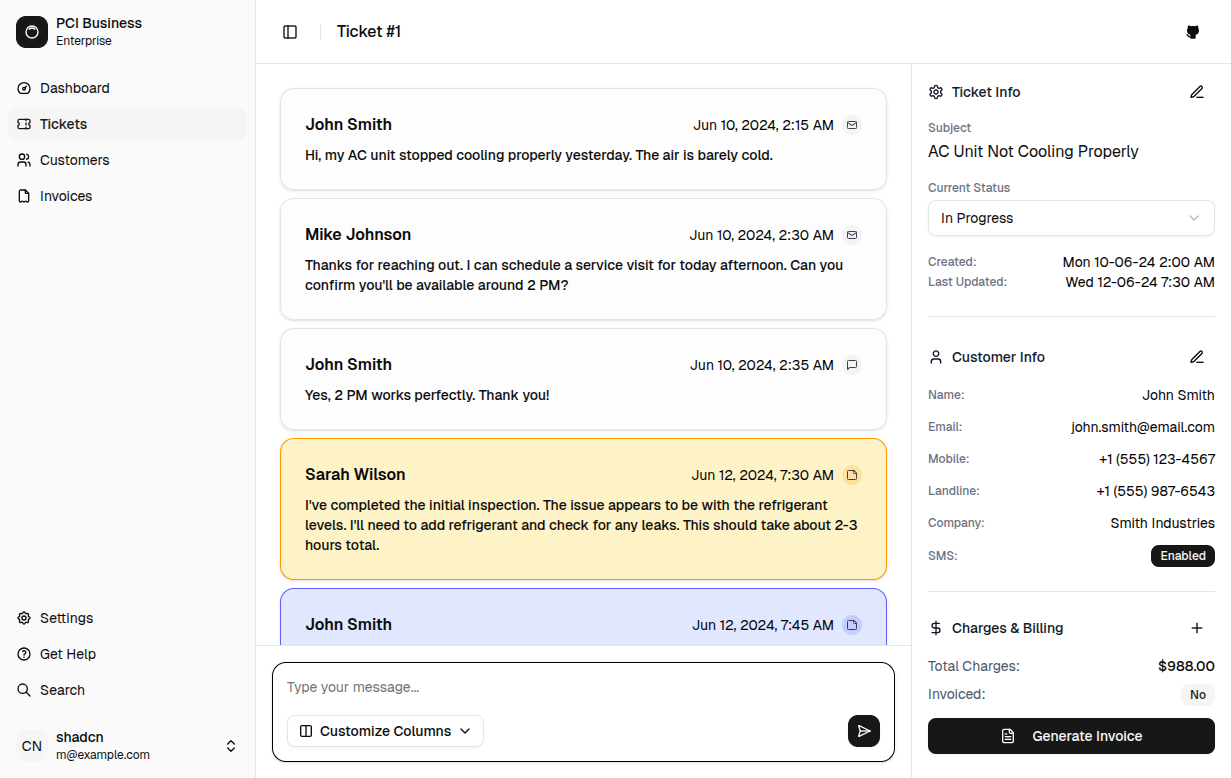 PCI Business
Enterprise
Dashboard
Tickets
Customers
Invoices
Settings
Get Help
Search
CN
shadcn
m@example.com
Ticket #1
John Smith
Jun 10, 2024, 2:15 AM
Hi, my AC unit stopped cooling properly yesterday. The air is barely cold.
Mike Johnson
Jun 10, 2024, 2:30 AM
Thanks for reaching out. I can schedule a service visit for today afternoon. Can you
confirm you'll be available around 2 PM?
John Smith
Jun 10, 2024, 2:35 AM
Yes, 2 PM works perfectly. Thank you!
Sarah Wilson
Jun 12, 2024, 7:30 AM
I've completed the initial inspection. The issue appears to be with the refrigerant
levels. I'll need to add refrigerant and check for any leaks. This should take about 2-3
hours total.
John Smith
Jun 12, 2024, 7:45 AM
Type your message...
Customize Columns
Ticket Info
Subject
AC Unit Not Cooling Properly
Current Status
In Progress
Created: Mon 10-06-24 2:00 AM
Last Updated: Wed 12-06-24 7:30 AM
Customer Info
Name: John Smith
Email: john.smith@email.com
Mobile: +1 (555) 123-4567
Landline: +1 (555) 987-6543
Company: Smith Industries
SMS: Enabled
Charges & Billing
Total Charges: $988.00
Invoiced: No
Generate Invoice